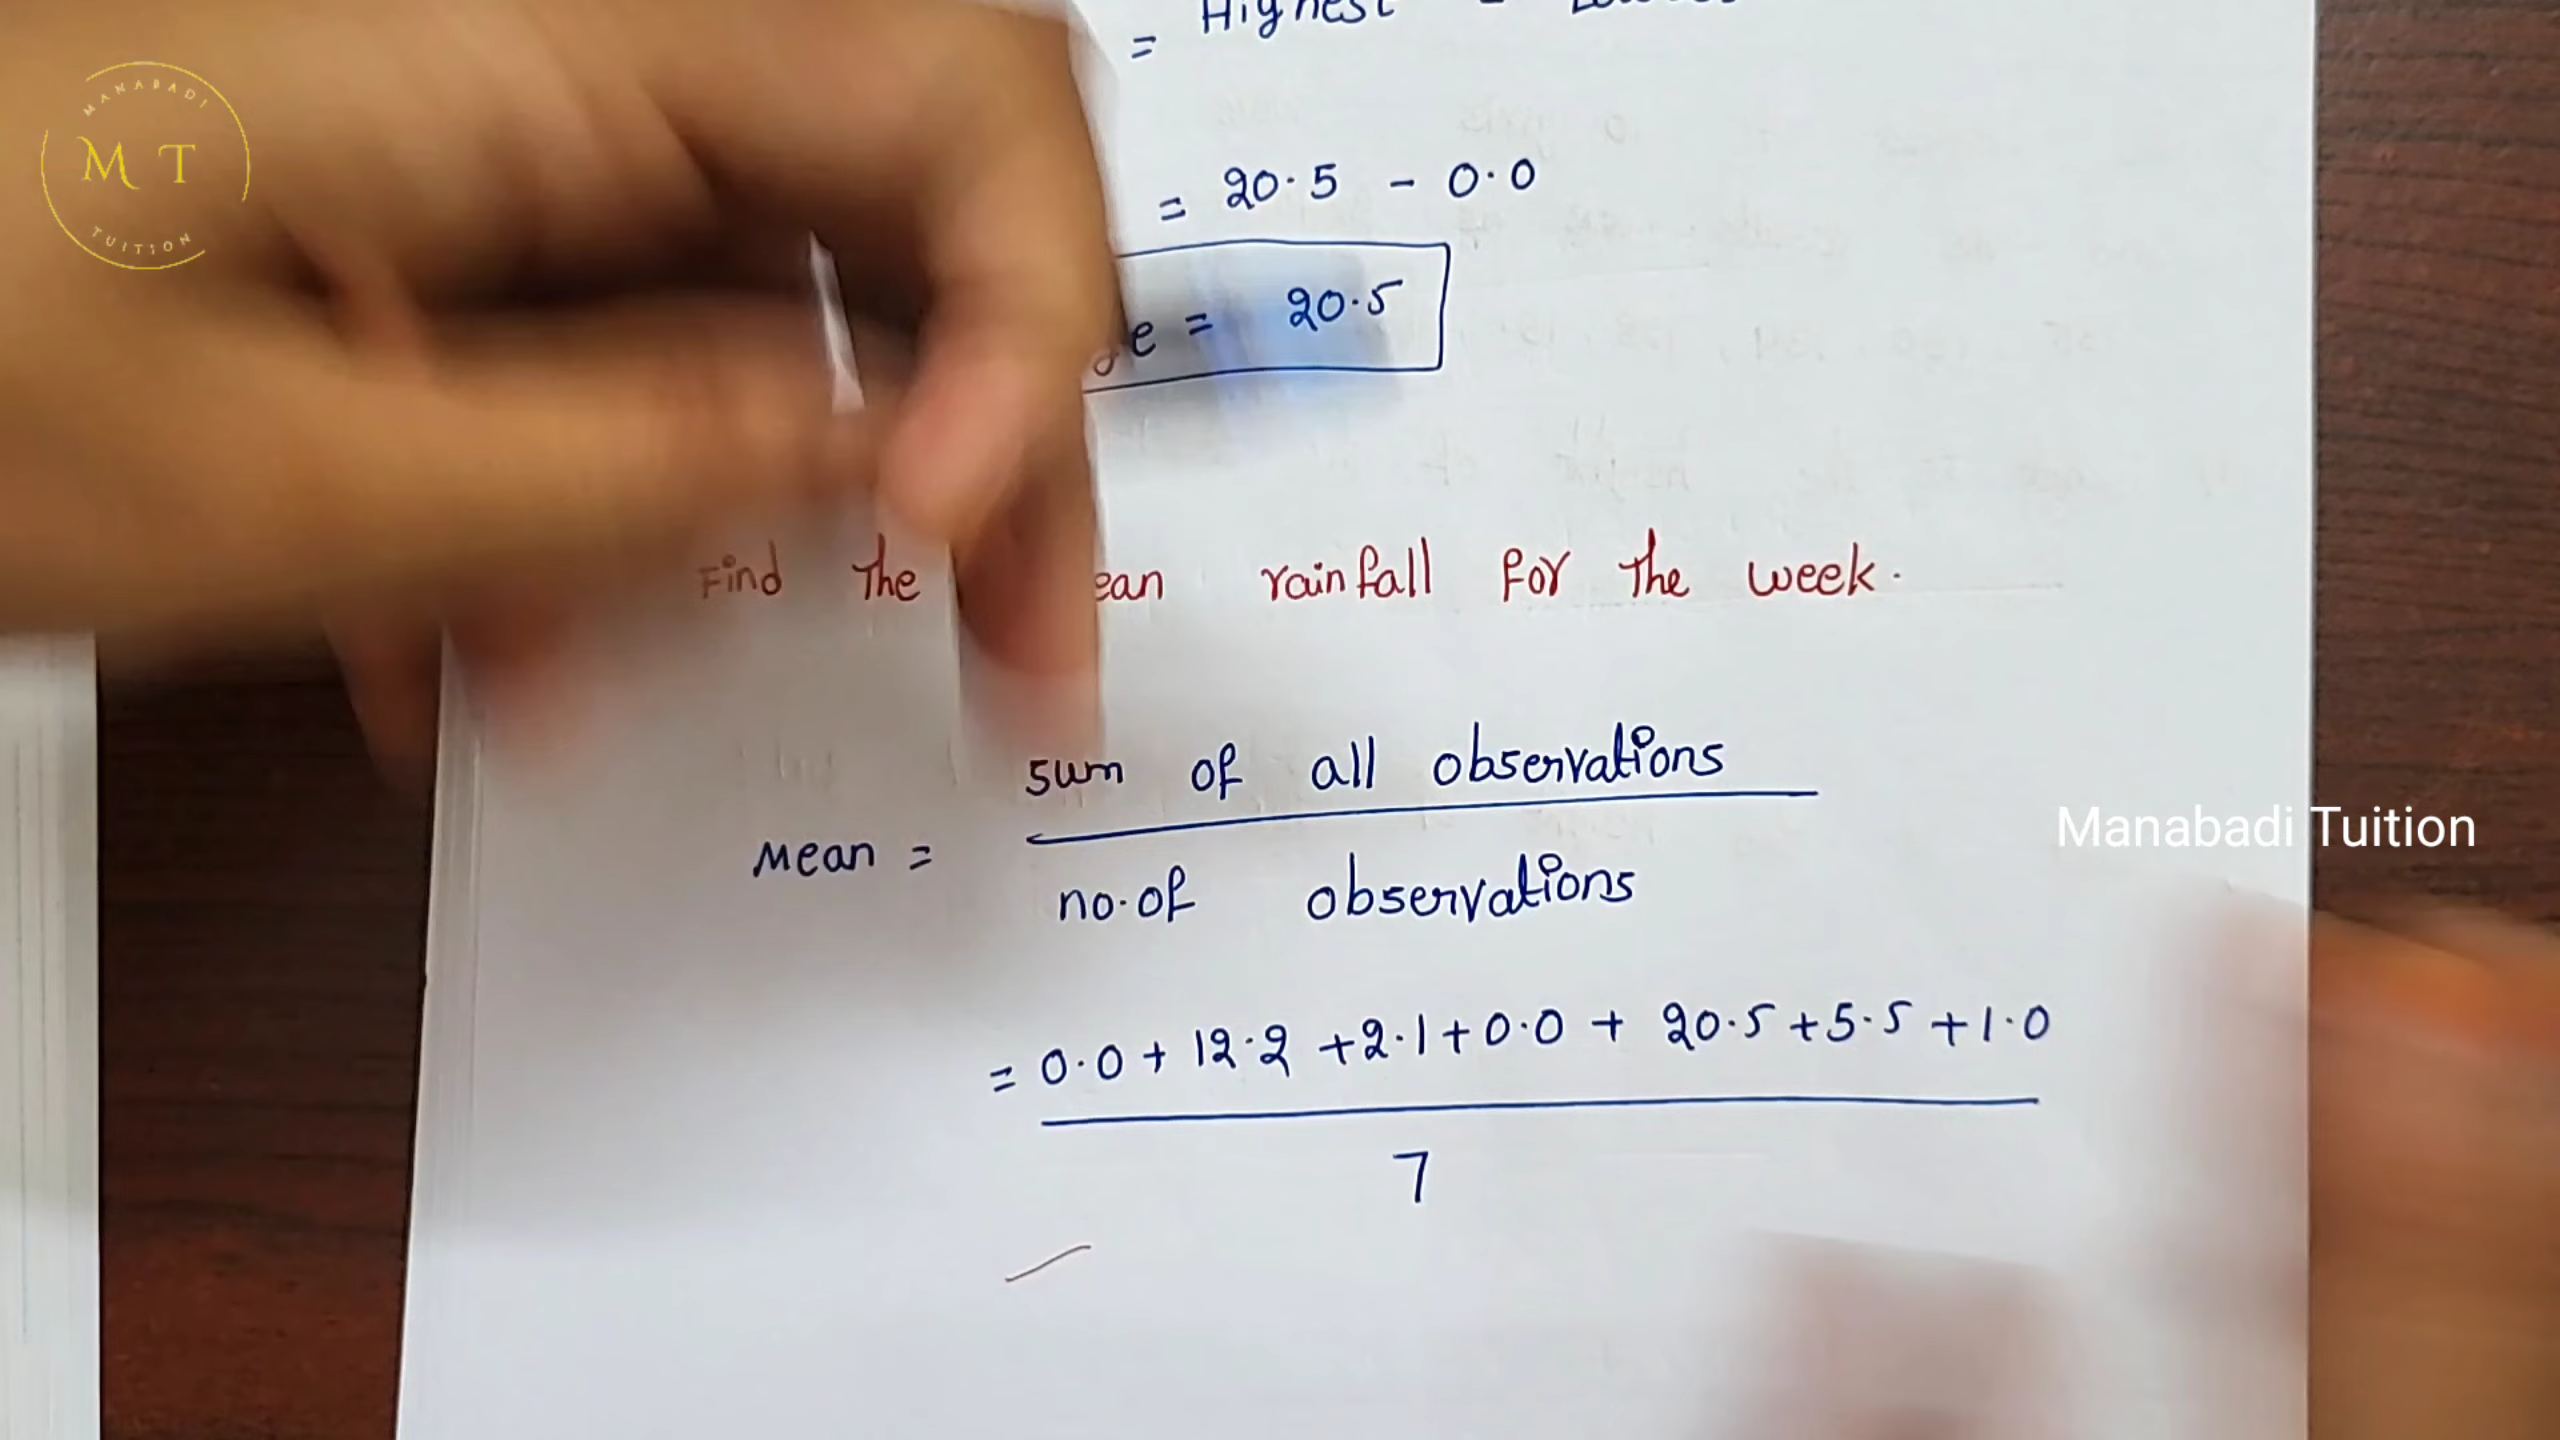 MANABADI
M T
TUITION
= Highest -
= 20.5 - 0.0
= 20.5
Find The rainfall for the week.
sum of all observations
Mean =
no.of observations
Manabadi Tuition
= 0.0 + 12.2 + 2.1 + 0.0 + 20.5 + 5.5 + 1.0
7